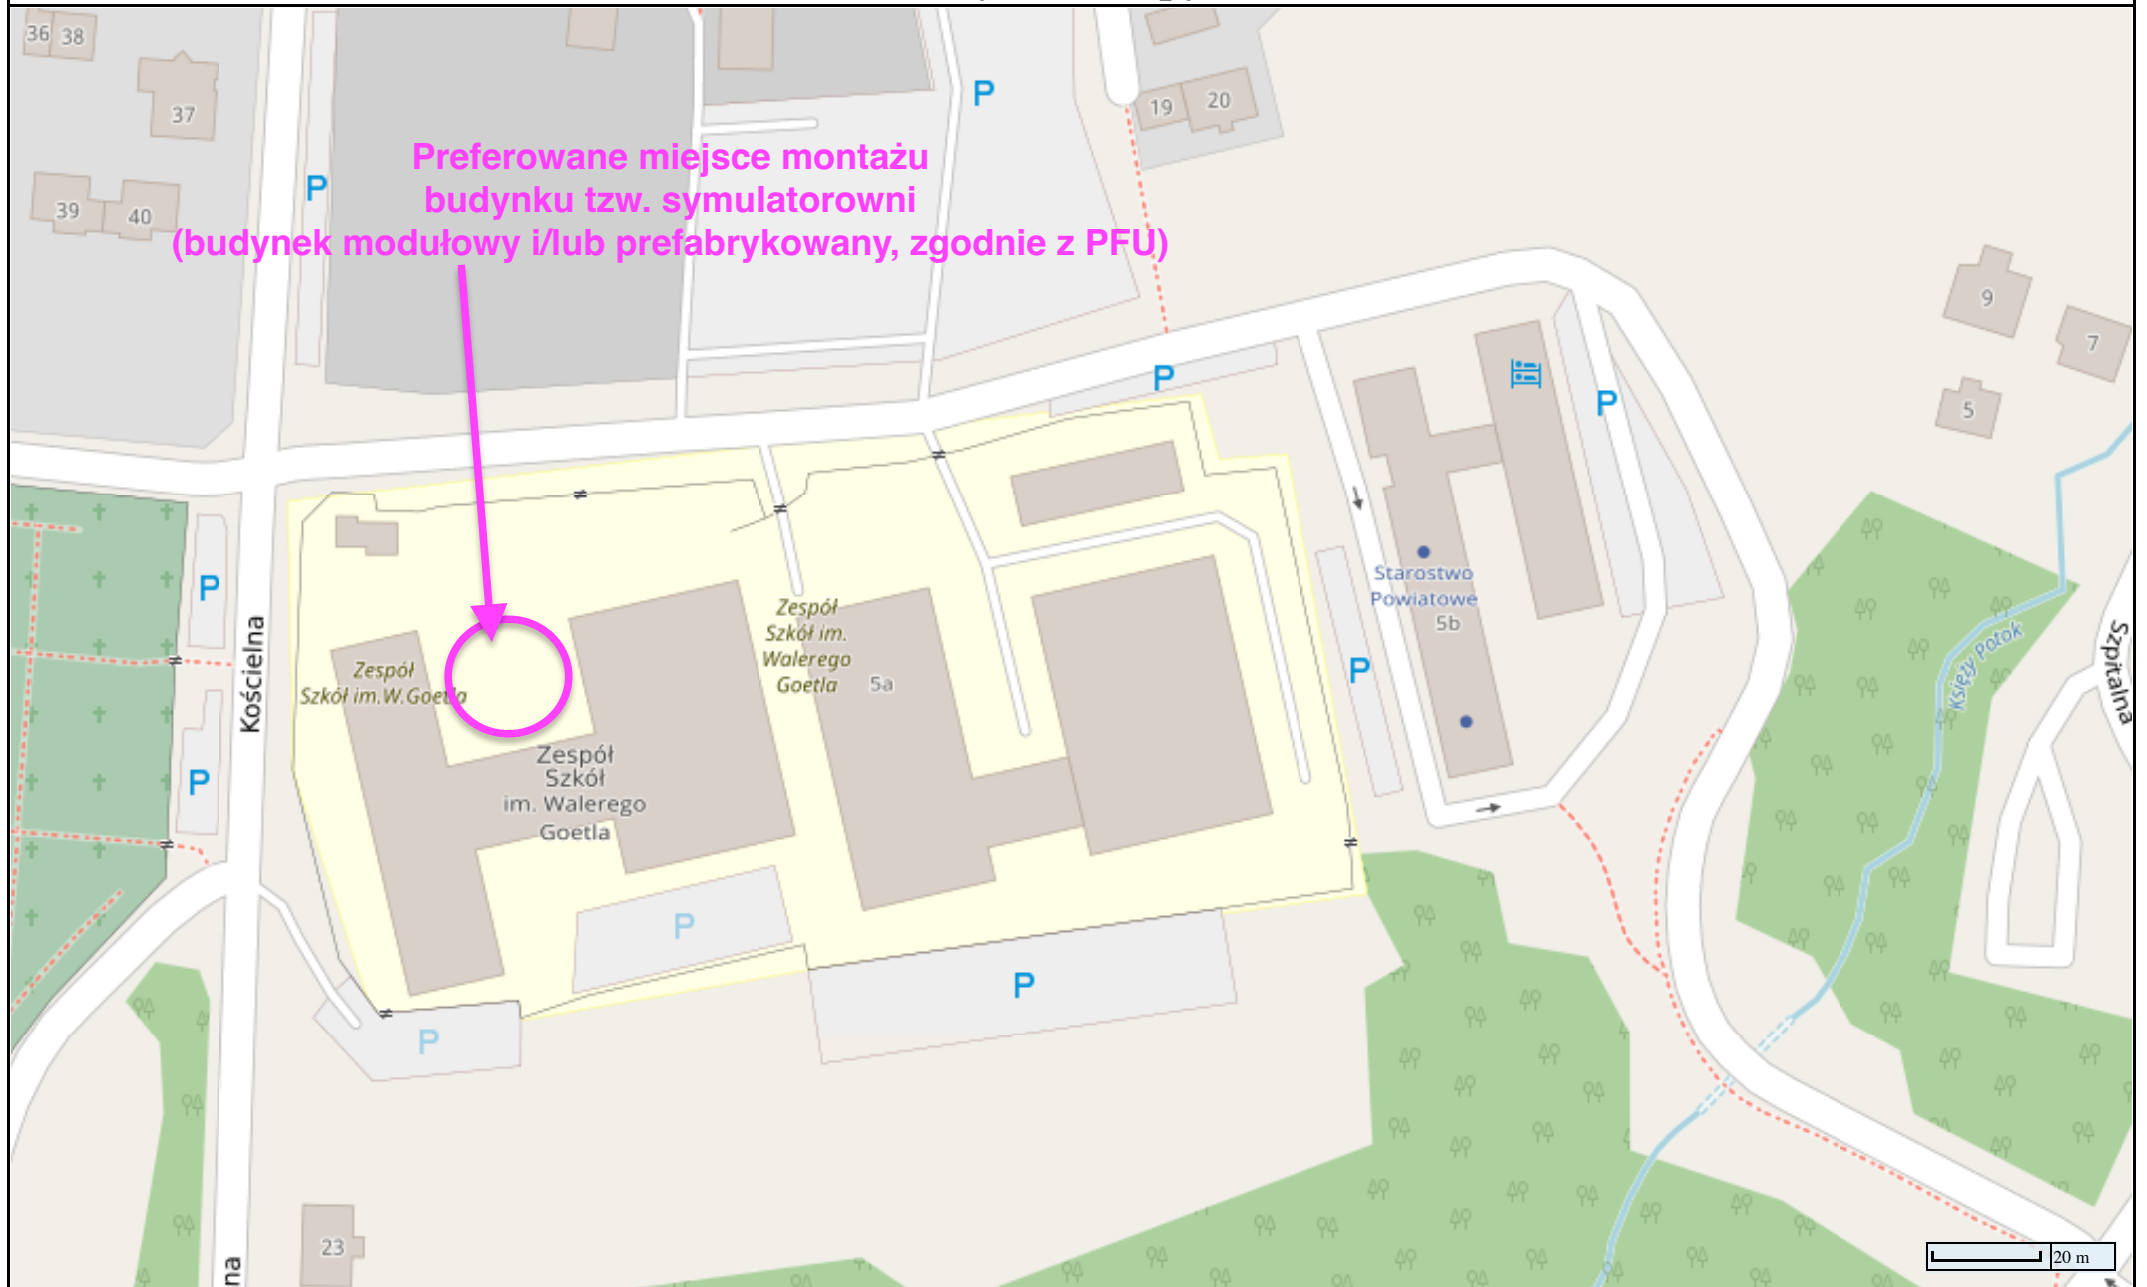 36 38
37
39
40
P
P
19
20
Preferowane miejsce montażu
budynku tzw. symulatorowni
(budynek modułowy i/lub prefabrykowany, zgodnie z PFU)
9
7
5
P
P
P
Kościelna
Zespół
Szkół im.W.Goetla
Zespół
Szkół im.
Walerego
Goetla
5a
Starostwo
Powiatowe
5b
P
Księży Potok
Szpitalna
P
Zespół
Szkół
im. Walerego
Goetla
P
P
P
23
na
20 m